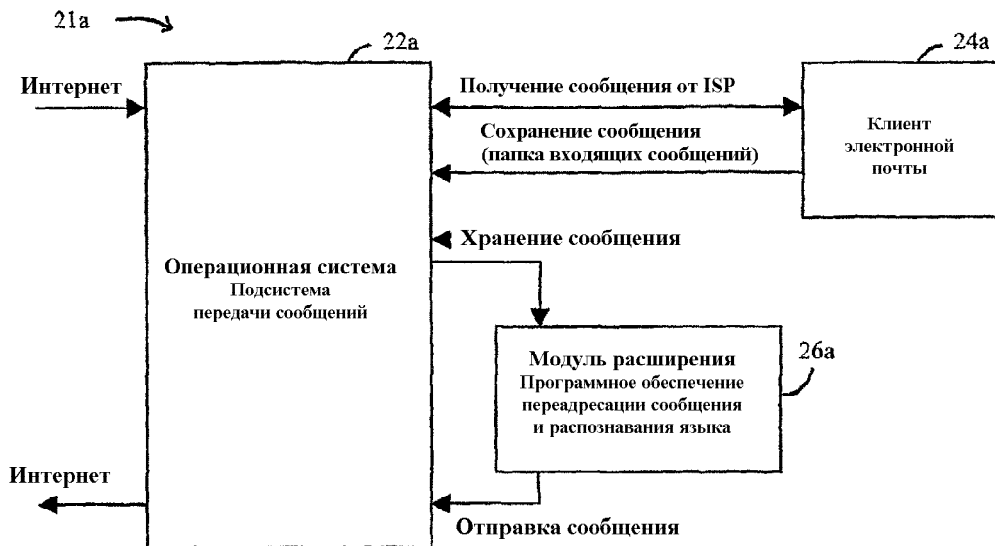 21a
22a
24a
Интернет
Получение сообщения от ISP
Сохранение сообщения
(папка входящих сообщений)
Клиент
электронной
почты
Хранение сообщения
Операционная система
Подсистема
передачи сообщений
Модуль расширения
Программное обеспечение
переадресации сообщения
и распознавания языка
26a
Интернет
Отправка сообщения